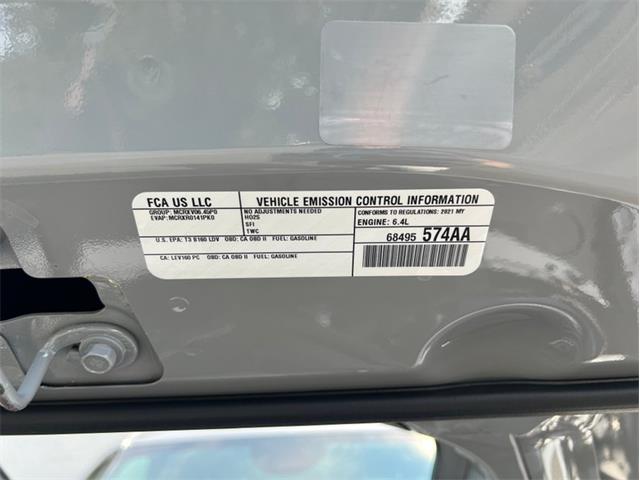 FCA US LLC
VEHICLE EMISSION CONTROL INFORMATION
GROUP: MCRXV06.45P0
EVAP: MCRXR0141PK0
NO ADJUSTMENTS NEEDED
HO2S
SFI
TWC
CONFORMS TO REGULATIONS: 2021 MY
ENGINE: 6.4L
U.S. EPA: T3 B160 LDV OBD: CA OBD II FUEL: GASOLINE
68495 574AA
CA: LEV160 PC OBD: CA OBD II FUEL: GASOLINE